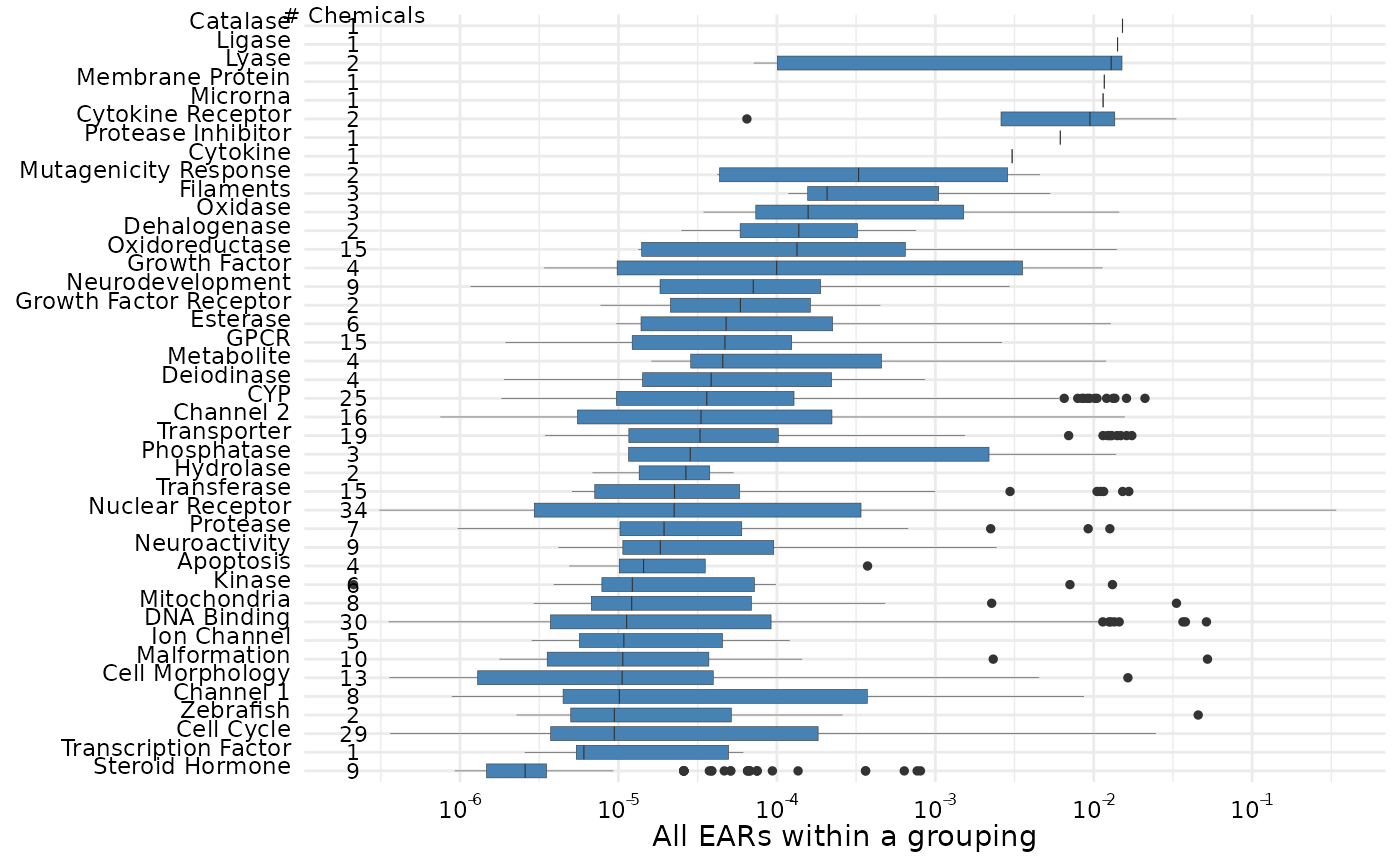 # Chemicals
Catalase 1
Ligase 1
Lyase 2
Membrane Protein 1
Microrna 1
Cytokine Receptor 2
Protease Inhibitor 1
Cytokine 1
Mutagenicity Response 2
Filaments 3
Oxidase 3
Dehalogenase 2
Oxidoreductase 15
Growth Factor 4
Neurodevelopment 9
Growth Factor Receptor 2
Esterase 6
GPCR 15
Metabolite 4
Deiodinase 4
CYP 25
Channel 2 16
Transporter 19
Phosphatase 3
Hydrolase 2
Transferase 15
Nuclear Receptor 34
Protease 7
Neuroactivity 9
Apoptosis 4
Kinase 6
Mitochondria 8
DNA Binding 30
Ion Channel 5
Malformation 10
Cell Morphology 13
Channel 1 8
Zebrafish 2
Cell Cycle 29
Transcription Factor 1
Steroid Hormone 9
10⁻⁶ 10⁻⁵ 10⁻⁴ 10⁻³ 10⁻² 10⁻¹
All EARs within a grouping